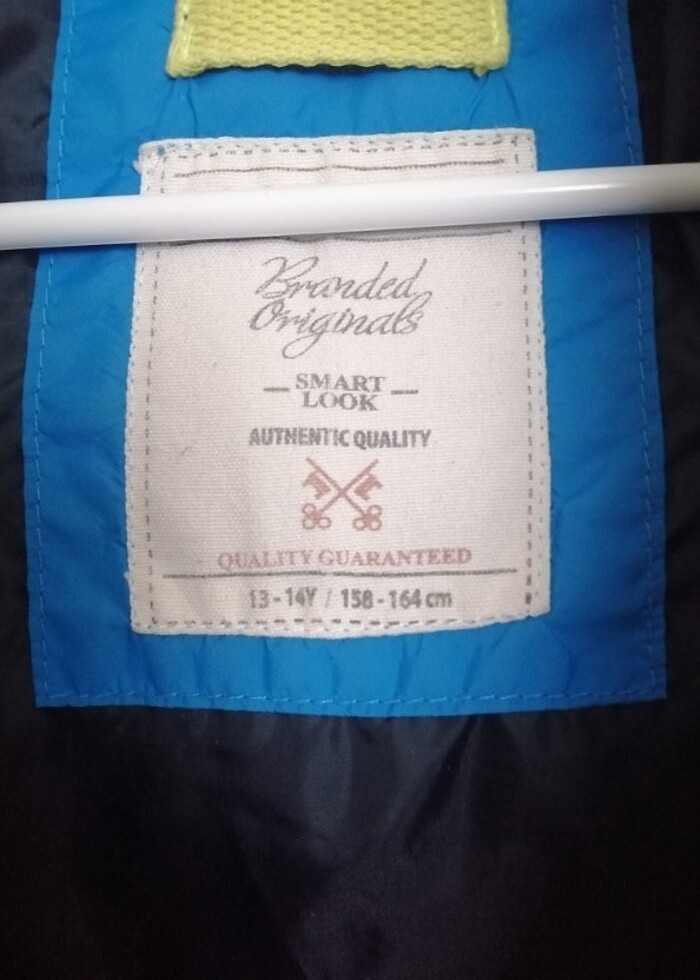 Branded
Originals
SMART
LOOK
AUTHENTIC QUALITY
QUALITY GUARANTEED
13 - 14Y / 158 - 164 cm